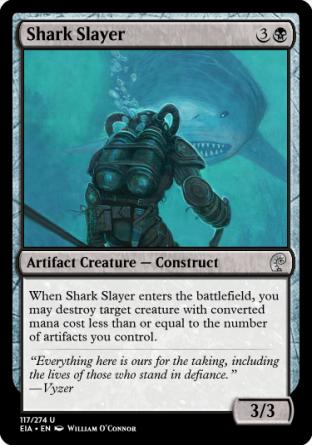 Shark Slayer 3
Artifact Creature — Construct
When Shark Slayer enters the battlefield, you
may destroy target creature with converted
mana cost less than or equal to the number
of artifacts you control.
“Everything here is ours for the taking, including
the lives of those who stand in defiance.”
—Vyzer
3/3
117/274 U
EIA • EN William O’Connor